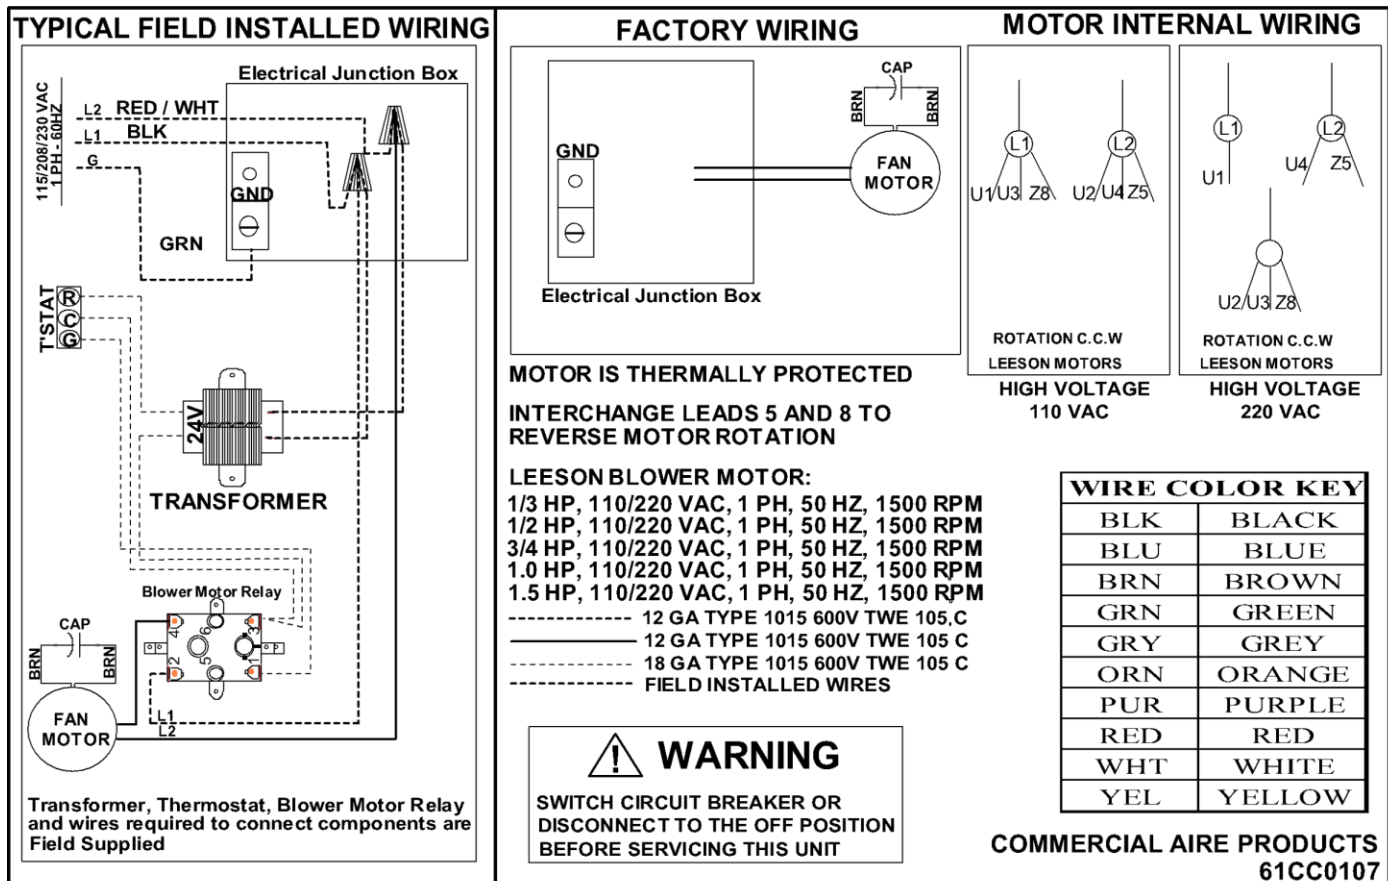 TYPICAL FIELD INSTALLED WIRING
Electrical Junction Box
115/208/230 VAC
1 PH - 60HZ
L2 RED / WHT
L1 BLK
G
GND
GRN
T'STAT
R
C
G
24V
TRANSFORMER
Blower Motor Relay
4
6
3
2
5
1
CAP
BRN
BRN
FAN
MOTOR
L1
L2
Transformer, Thermostat, Blower Motor Relay
and wires required to connect components are
Field Supplied
FACTORY WIRING
CAP
BRN
BRN
GND
FAN
MOTOR
Electrical Junction Box
MOTOR IS THERMALLY PROTECTED
INTERCHANGE LEADS 5 AND 8 TO
REVERSE MOTOR ROTATION
LEESON BLOWER MOTOR:
1/3 HP, 110/220 VAC, 1 PH, 50 HZ, 1500 RPM
1/2 HP, 110/220 VAC, 1 PH, 50 HZ, 1500 RPM
3/4 HP, 110/220 VAC, 1 PH, 50 HZ, 1500 RPM
1.0 HP, 110/220 VAC, 1 PH, 50 HZ, 1500 RPM
1.5 HP, 110/220 VAC, 1 PH, 50 HZ, 1500 RPM
12 GA TYPE 1015 600V TWE 105,C
12 GA TYPE 1015 600V TWE 105 C
18 GA TYPE 1015 600V TWE 105 C
FIELD INSTALLED WIRES
WARNING
SWITCH CIRCUIT BREAKER OR
DISCONNECT TO THE OFF POSITION
BEFORE SERVICING THIS UNIT
MOTOR INTERNAL WIRING
L1
L2
U1 U3 Z8
U2 U4 Z5
ROTATION C.C.W
LEESON MOTORS
HIGH VOLTAGE
110 VAC
L1
L2
U1
U4 Z5
U2 U3 Z8
ROTATION C.C.W
LEESON MOTORS
HIGH VOLTAGE
220 VAC
WIRE COLOR KEY
BLK BLACK
BLU BLUE
BRN BROWN
GRN GREEN
GRY GREY
ORN ORANGE
PUR PURPLE
RED RED
WHT WHITE
YEL YELLOW
COMMERCIAL AIRE PRODUCTS
61CC0107